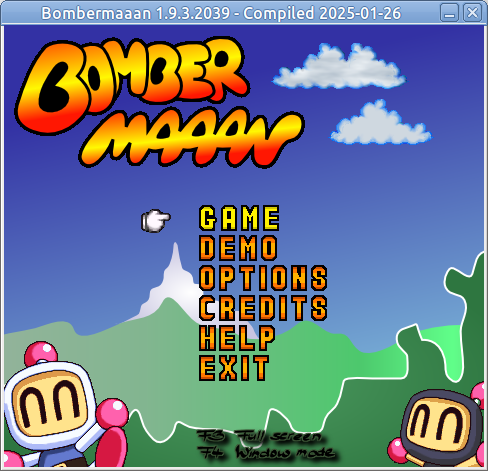 Bombermaaan 1.9.3.2039 - Compiled 2025-01-26
BOMBER
MAAAN
GAME
DEMO
OPTIONS
CREDITS
HELP
EXIT
F3: Full screen.
F4: Window mode.